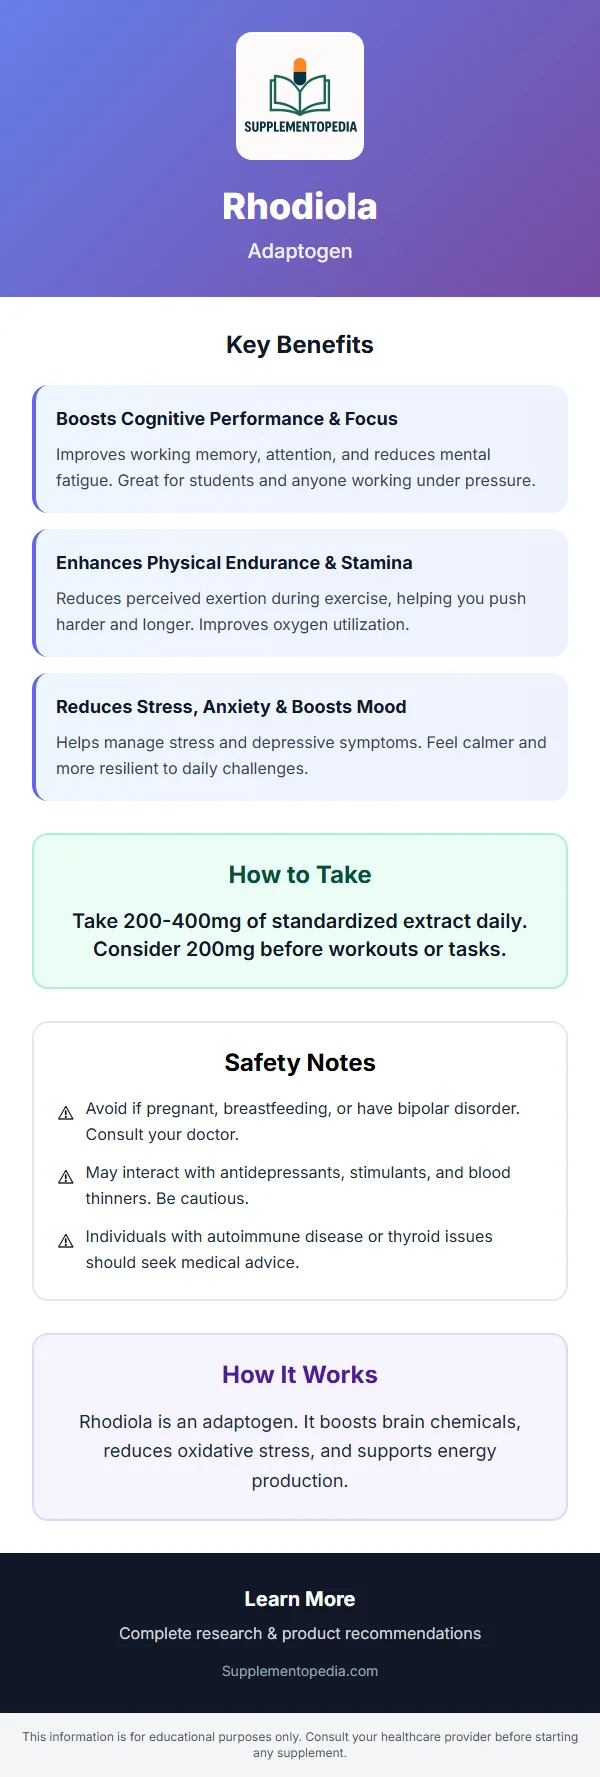 SUPPLEMENTOPEDIA
Rhodiola
Adaptogen
Key Benefits
Boosts Cognitive Performance & Focus
Improves working memory, attention, and reduces mental
fatigue. Great for students and anyone working under pressure.
Enhances Physical Endurance & Stamina
Reduces perceived exertion during exercise, helping you push
harder and longer. Improves oxygen utilization.
Reduces Stress, Anxiety & Boosts Mood
Helps manage stress and depressive symptoms. Feel calmer and
more resilient to daily challenges.
How to Take
Take 200-400mg of standardized extract daily.
Consider 200mg before workouts or tasks.
Safety Notes
Avoid if pregnant, breastfeeding, or have bipolar disorder.
Consult your doctor.
May interact with antidepressants, stimulants, and blood
thinners. Be cautious.
Individuals with autoimmune disease or thyroid issues
should seek medical advice.
How It Works
Rhodiola is an adaptogen. It boosts brain chemicals,
reduces oxidative stress, and supports energy
production.
Learn More
Complete research & product recommendations
Supplementopedia.com
This information is for educational purposes only. Consult your healthcare provider before starting
any supplement.